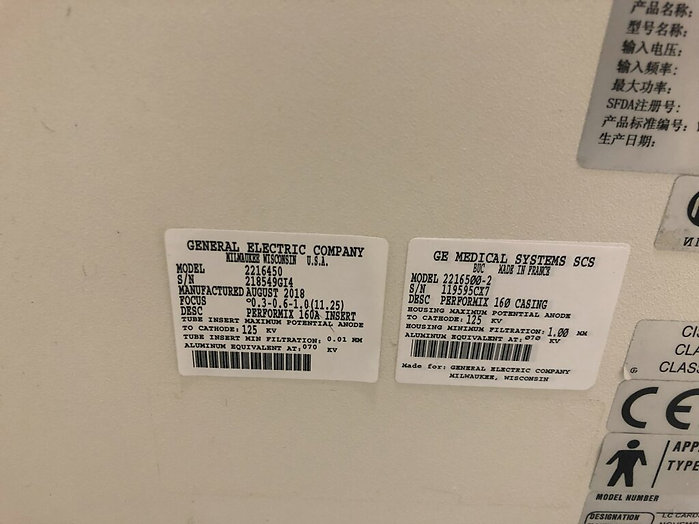 GENERAL ELECTRIC COMPANY
MILWAUKEE WISCONSIN U.S.A.
MODEL 2216450
S/N 218549GI4
MANUFACTURED AUGUST 2018
FOCUS °0.3-0.6-1.0(11.25)
DESC PERFORMIX 160A INSERT
TUBE INSERT MAXIMUM POTENTIAL ANODE
TO CATHODE: 125 KV
TUBE INSERT MIN FILTRATION: 0.01 MM
ALUMINUM EQUIVALENT AT: 070 KV
GE MEDICAL SYSTEMS SCS
BUC MADE IN FRANCE
MODEL 2216500-2
S/N 119595CX7
DESC PERFORMIX 160 CASING
HOUSING MAXIMUM POTENTIAL ANODE
TO CATHODE: 125 KV
HOUSING MINIMUM FILTRATION: 1.00 MM
ALUMINUM EQUIVALENT AT: 070 KV
Made for: GENERAL ELECTRIC COMPANY
MILWAUKEE, WISCONSIN
产品名称:
型号名称:
输入电压:
输入频率:
最大功率:
SFDA注册号:
产品标准编号:
生产日期:
CE
TYPE
MODEL NUMBER
DESIGNATION